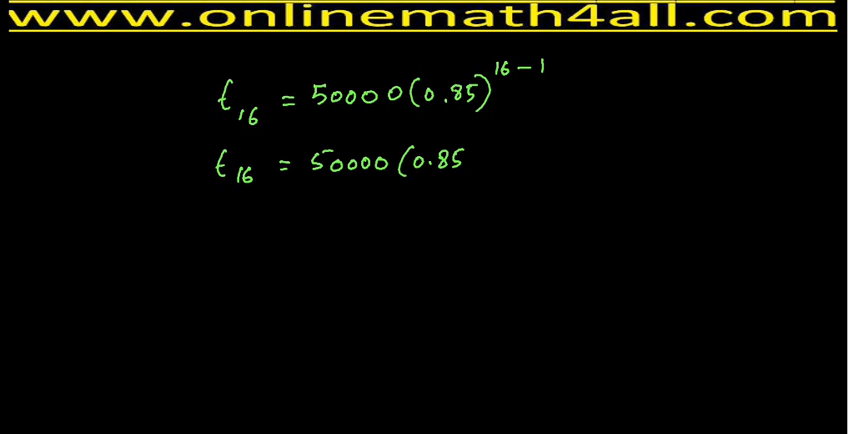 www.onlinemath4all.com
t₁₆ = 50000(0.85)¹⁶⁻¹
t₁₆ = 50000(0.85